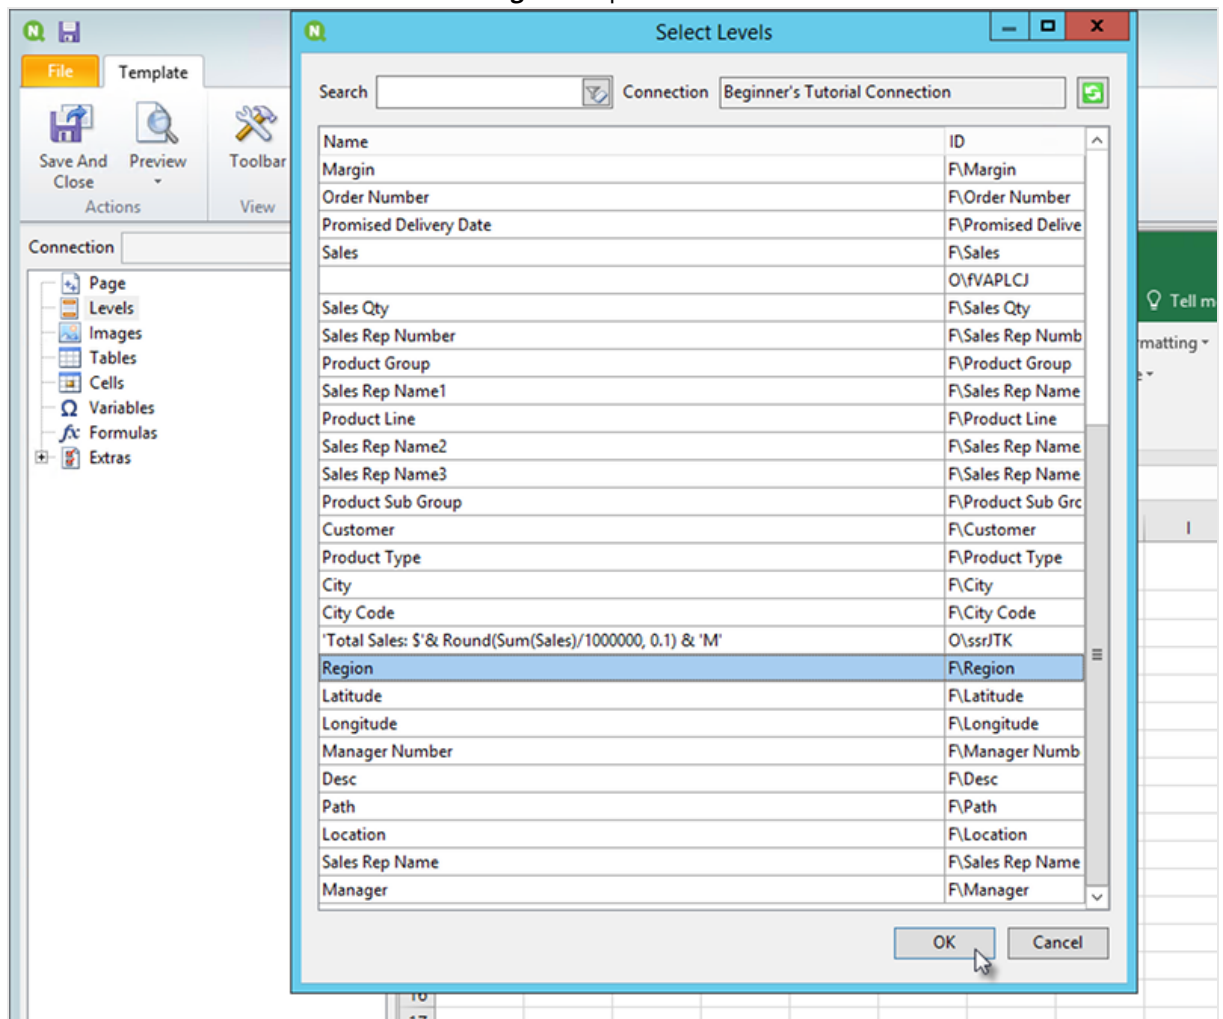 Select Levels
File Template
Search Connection Beginner's Tutorial Connection
Save And Close Preview Toolbar
Actions View
Connection
Page
Levels
Images
Tables
Cells
Variables
Formulas
Extras
Name ID
Margin F\Margin
Order Number F\Order Number
Promised Delivery Date F\Promised Delive
Sales F\Sales
O\fVAPLCJ
Sales Qty F\Sales Qty
Sales Rep Number F\Sales Rep Numb
Product Group F\Product Group
Sales Rep Name1 F\Sales Rep Name
Product Line F\Product Line
Sales Rep Name2 F\Sales Rep Name
Sales Rep Name3 F\Sales Rep Name
Product Sub Group F\Product Sub Grc
Customer F\Customer
Product Type F\Product Type
City F\City
City Code F\City Code
'Total Sales: $'& Round(Sum(Sales)/1000000, 0.1) & 'M' O\ssrJTK
Region F\Region
Latitude F\Latitude
Longitude F\Longitude
Manager Number F\Manager Numb
Desc F\Desc
Path F\Path
Location F\Location
Sales Rep Name F\Sales Rep Name
Manager F\Manager
OK Cancel
Tell m
matting
I